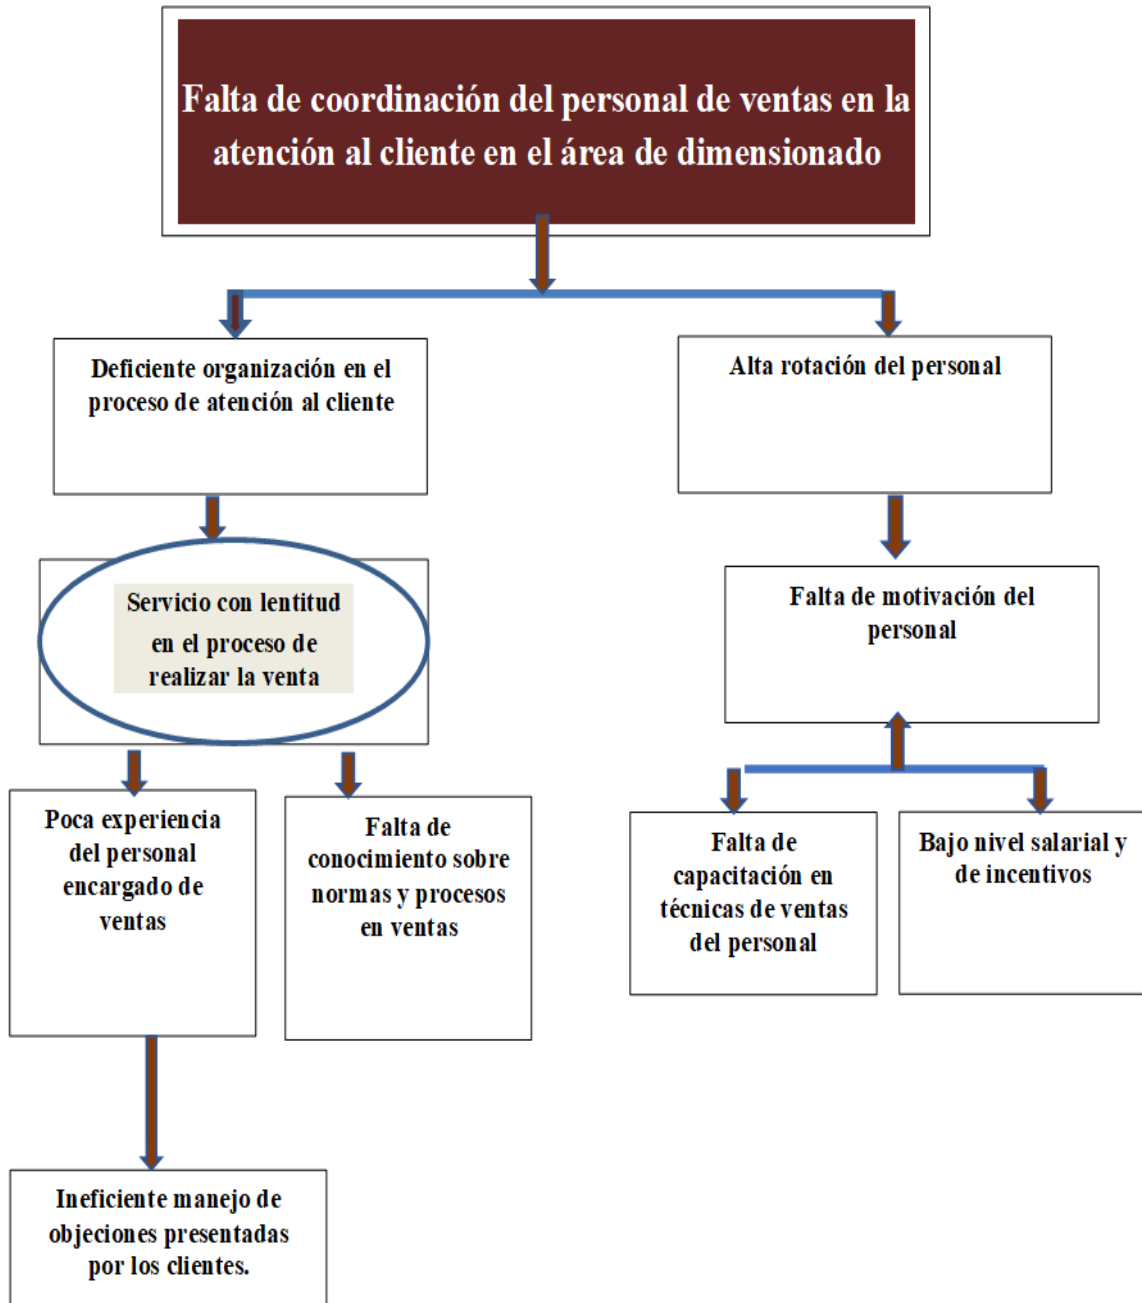 Falta de coordinación del personal de ventas en la
atención al cliente en el área de dimensionado
Deficiente organización en el
proceso de atención al cliente
Alta rotación del personal
Servicio con lentitud
en el proceso de
realizar la venta
Falta de motivación del
personal
Poca experiencia
del personal
encargado de
ventas
Falta de
conocimiento sobre
normas y procesos
en ventas
Falta de
capacitación en
técnicas de ventas
del personal
Bajo nivel salarial y
de incentivos
Ineficiente manejo de
objeciones presentadas
por los clientes.